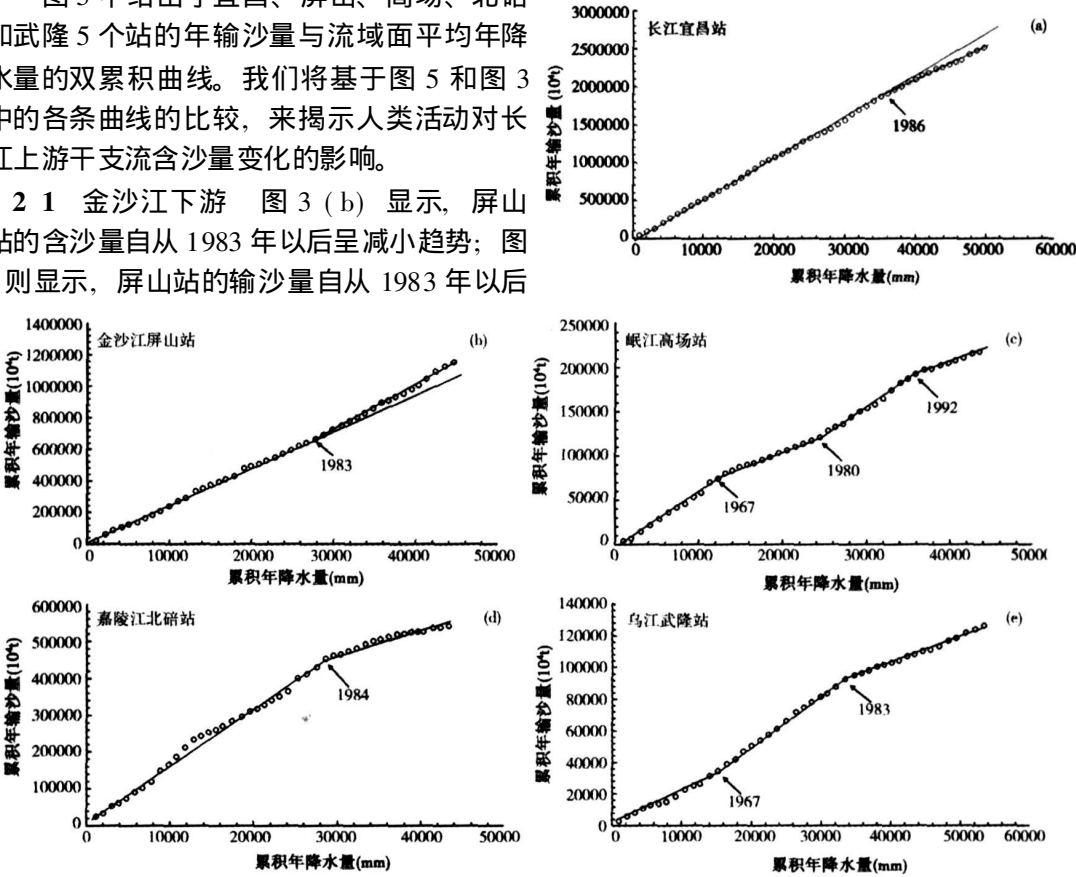 图 5 中给出了宜昌、屏山、高场、北碚
和武隆 5 个站的年输沙量与流域面平均年降
水量的双累积曲线。我们将基于图 5 和图 3
中的各条曲线的比较, 来揭示人类活动对长
江上游干支流含沙量变化的影响。
2 1 金沙江下游 图 3 ( b) 显示, 屏山
站的含沙量自从 1983 年以后呈减小趋势; 图
则显示, 屏山站的输沙量自从 1983 年以后
长江宜昌站 (a)
累积年输沙量 (10⁴t)
3000000
2500000
2000000
1500000
1000000
500000
0
1986
0 10000 20000 30000 40000 50000 60000
累积年降水量(mm)
金沙江屏山站 (b)
累积年输沙量(10⁴t)
1400000
1200000
1000000
800000
600000
400000
200000
0
1983
0 10000 20000 30000 40000 50000
累积年降水量(mm)
岷江高场站 (c)
累积年输沙量(10⁴t)
250000
200000
150000
100000
50000
0
1967
1980
1992
0 10000 20000 30000 40000 5000
累积年降水量(mm)
嘉陵江北碚站 (d)
累积年输沙量(10⁴t)
600000
500000
400000
300000
200000
100000
0
1984
0 10000 20000 30000 40000 50000
累积年降水量(mm)
乌江武隆站 (e)
累积年输沙量(10⁴t)
140000
120000
100000
80000
60000
40000
20000
0
1967
1983
0 10000 20000 30000 40000 50000 60000
累积年降水量(mm)